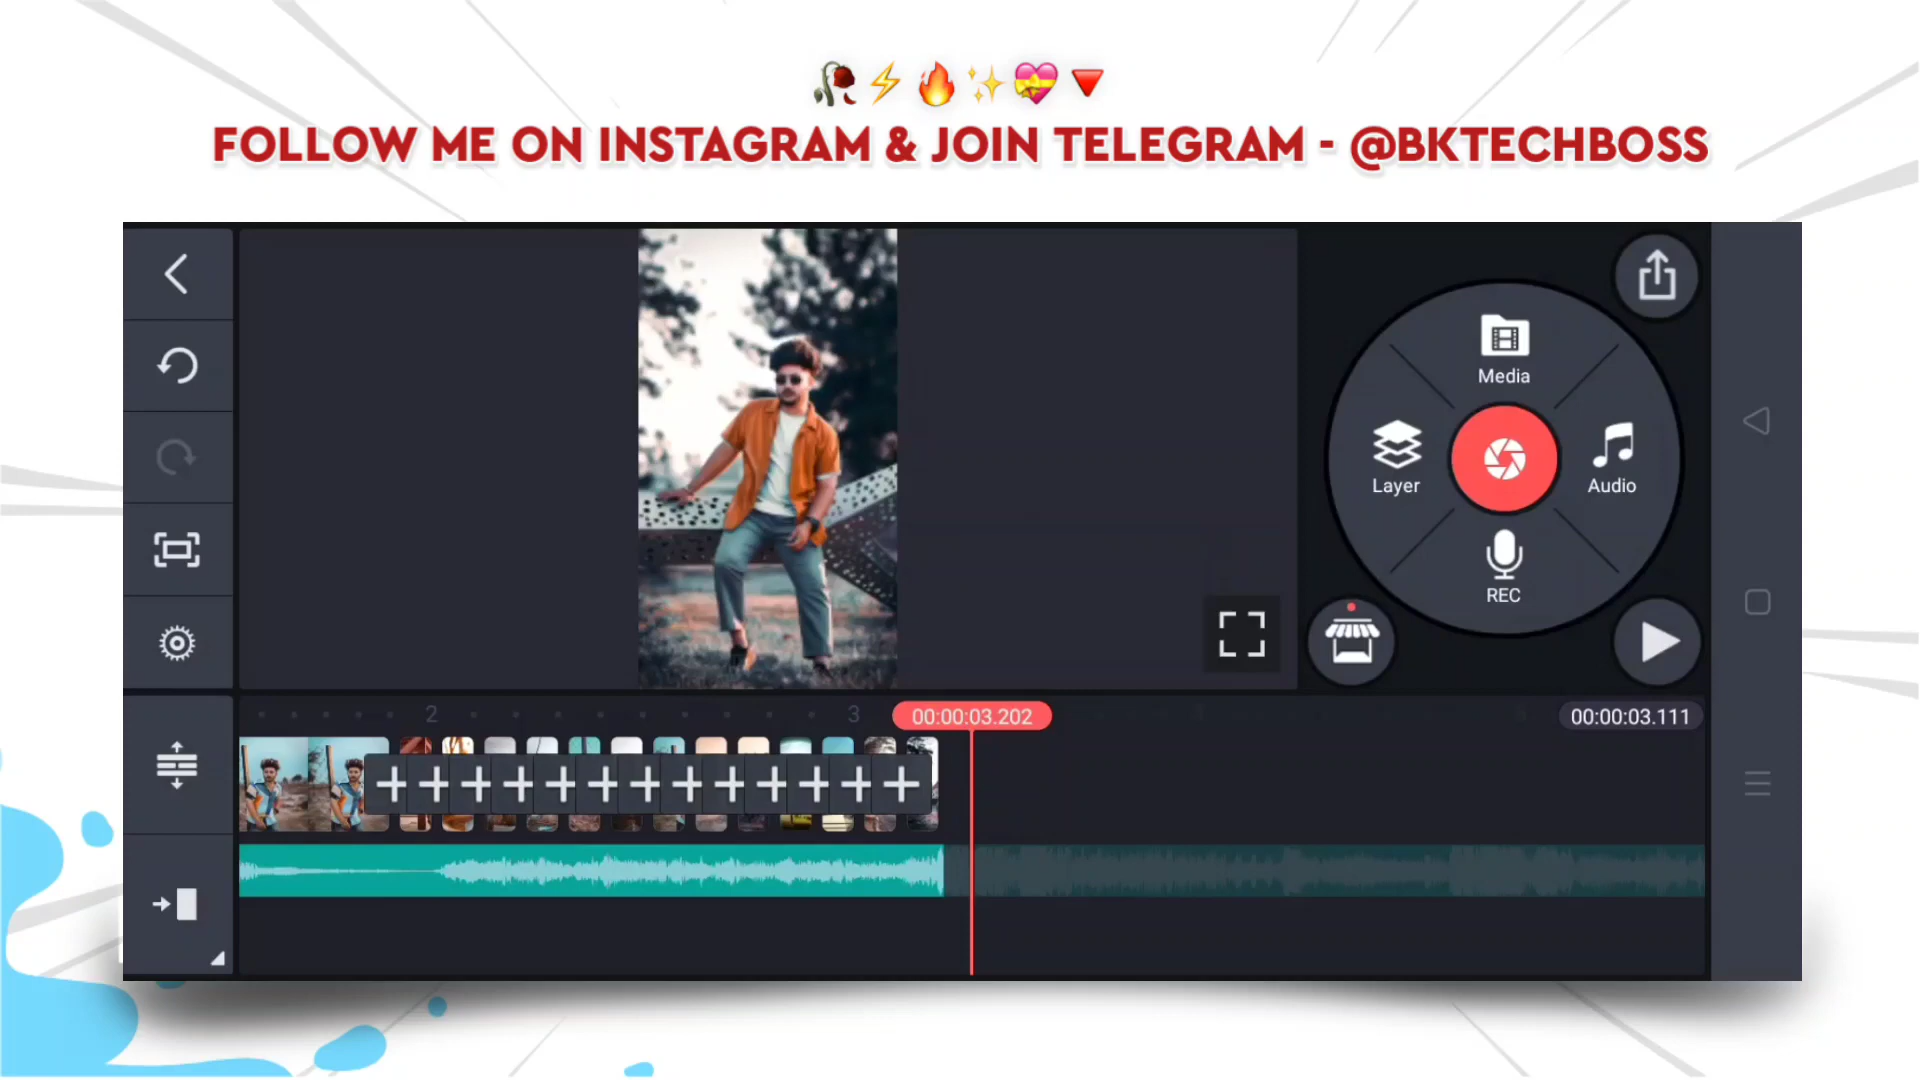 FOLLOW ME ON INSTAGRAM & JOIN TELEGRAM - @BKTECHBOSS
Media
Layer
Audio
REC
2
3
00:00:03.202
00:00:03.111